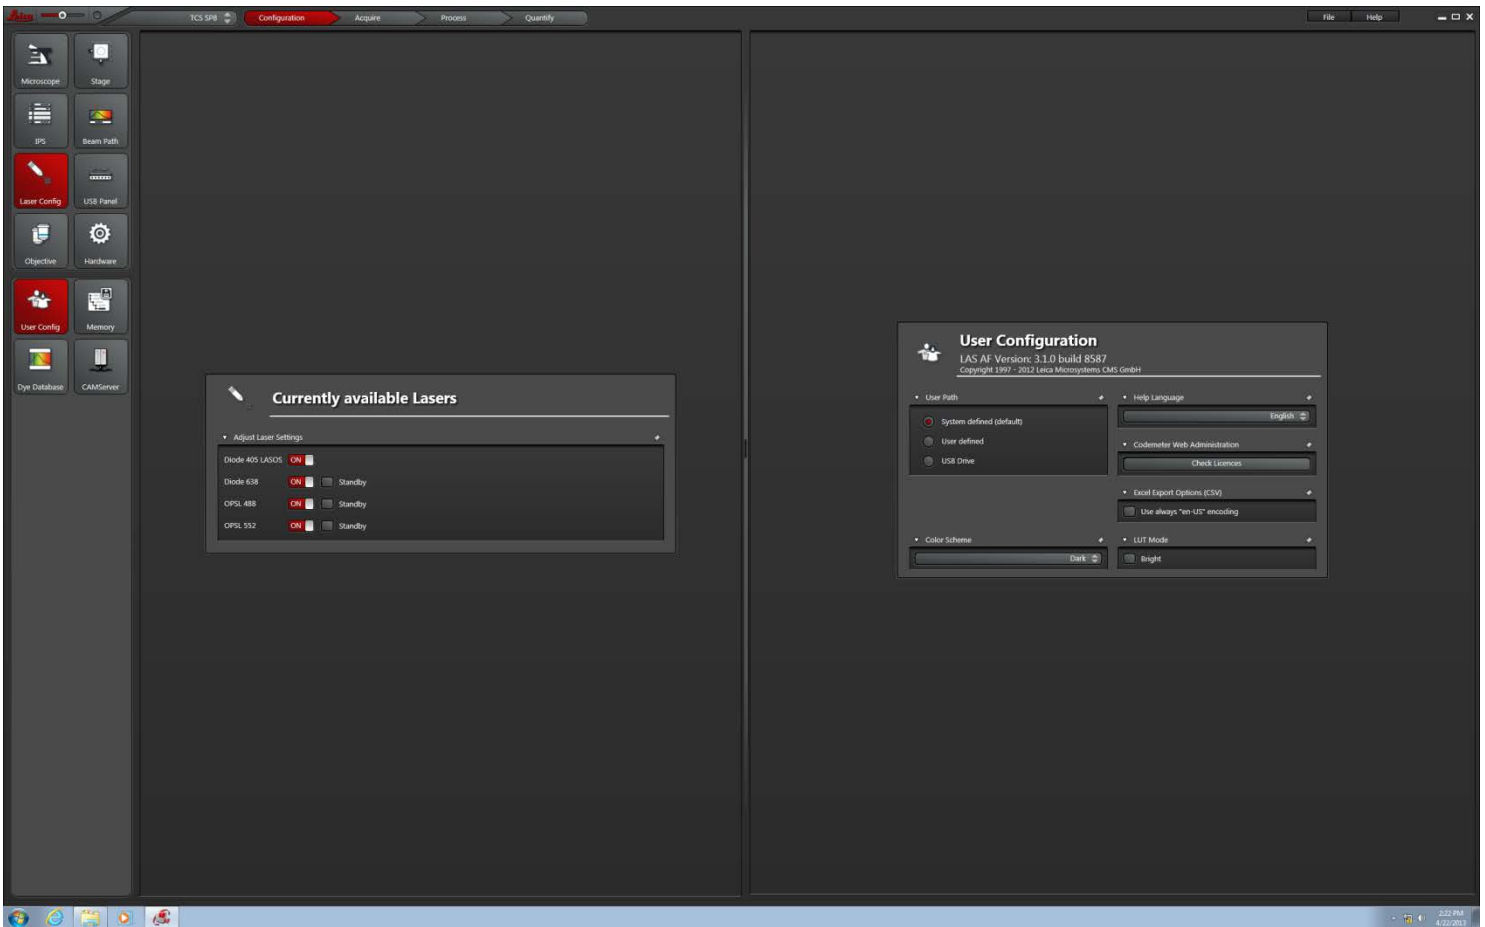 Leica
TCS SP8
Configuration
Acquire
Process
Quantify
File
Help
Microscope
Stage
IPS
Beam Path
Laser Config
USB Panel
Objective
Hardware
User Config
Memory
Dye Database
CAMServer
Currently available Lasers
Adjust Laser Settings
Diode 405 LASOS ON
Diode 638 ON Standby
OPSL 488 ON Standby
OPSL 552 ON Standby
User Configuration
LAS AF Version: 3.1.0 build 8587
Copyright 1997 - 2012 Leica Microsystems CMS GmbH
User Path
System defined (default)
User defined
USB Drive
Help Language
English
Codemeter Web Administration
Check Licences
Excel Export Options (CSV)
Use always "en-US" encoding
Color Scheme
Dark
LUT Mode
Bright
2:22 PM
4/22/2013